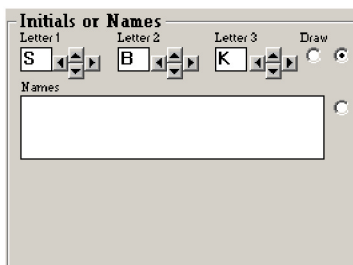 Initials or Names
Letter 1 Letter 2 Letter 3 Draw
S B K
Names